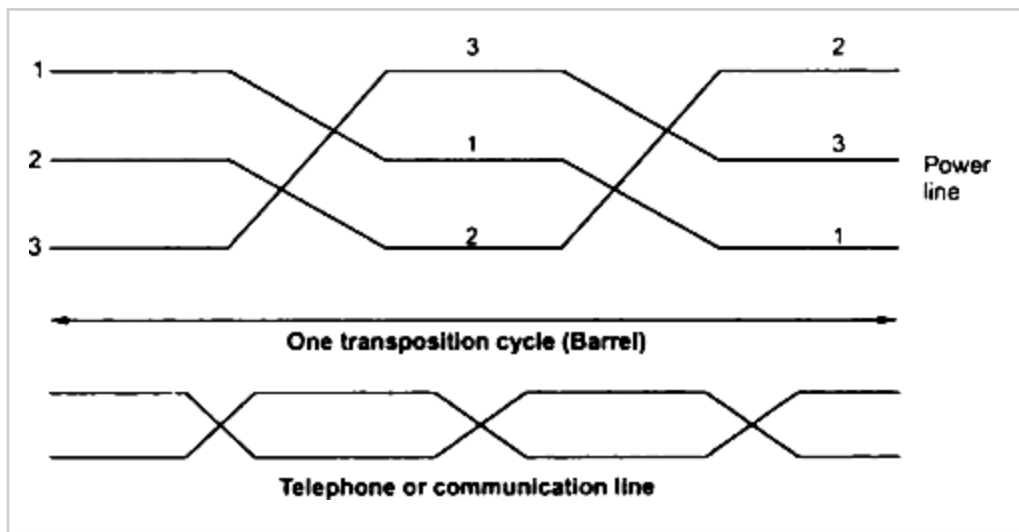 3
2
1
2
1
3
Power
line
3
2
1
One transposition cycle (Barrel)
Telephone or communication line